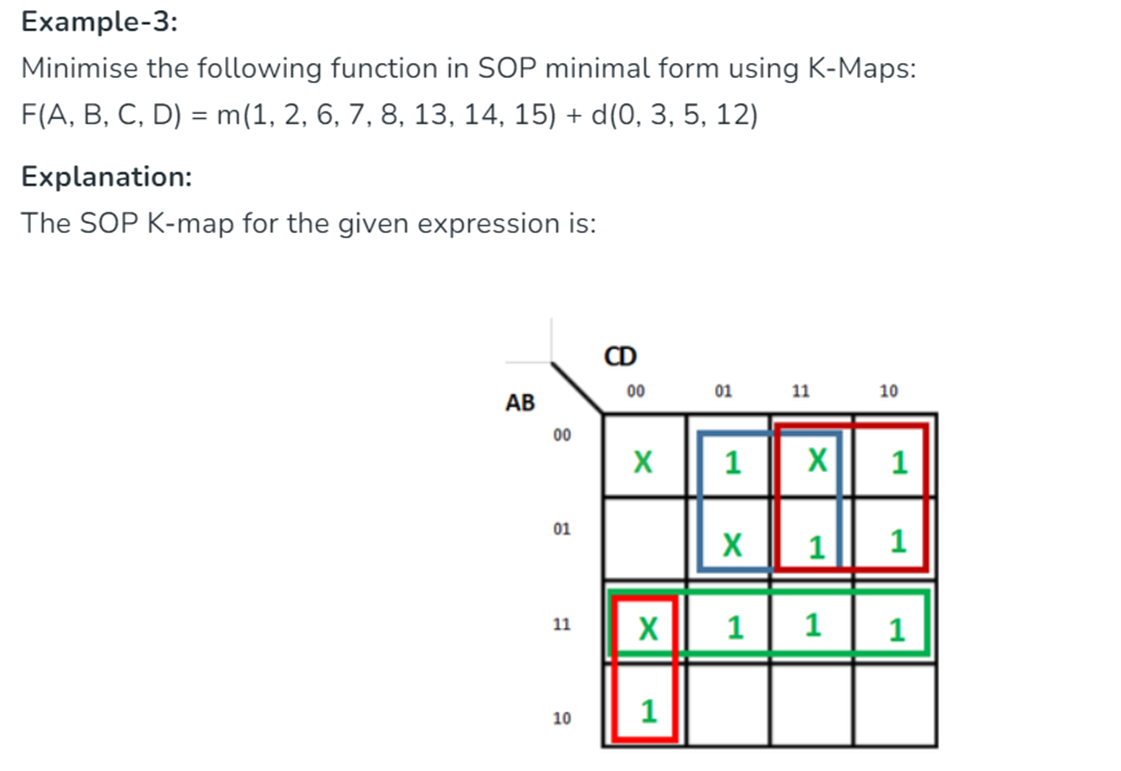 Example-3:
Minimise the following function in SOP minimal form using K-Maps:
F(A, B, C, D) = m(1, 2, 6, 7, 8, 13, 14, 15) + d(0, 3, 5, 12)
Explanation:
The SOP K-map for the given expression is:
CD
00 01 11 10
AB
00
X 1 X 1
01
X 1 1
11
X 1 1 1
10
1